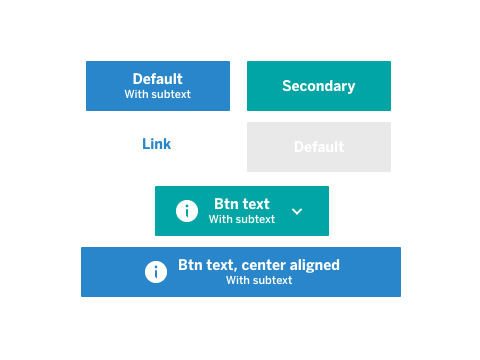 Default
With subtext
Secondary
Link
Default
Btn text
With subtext
Btn text, center aligned
With subtext